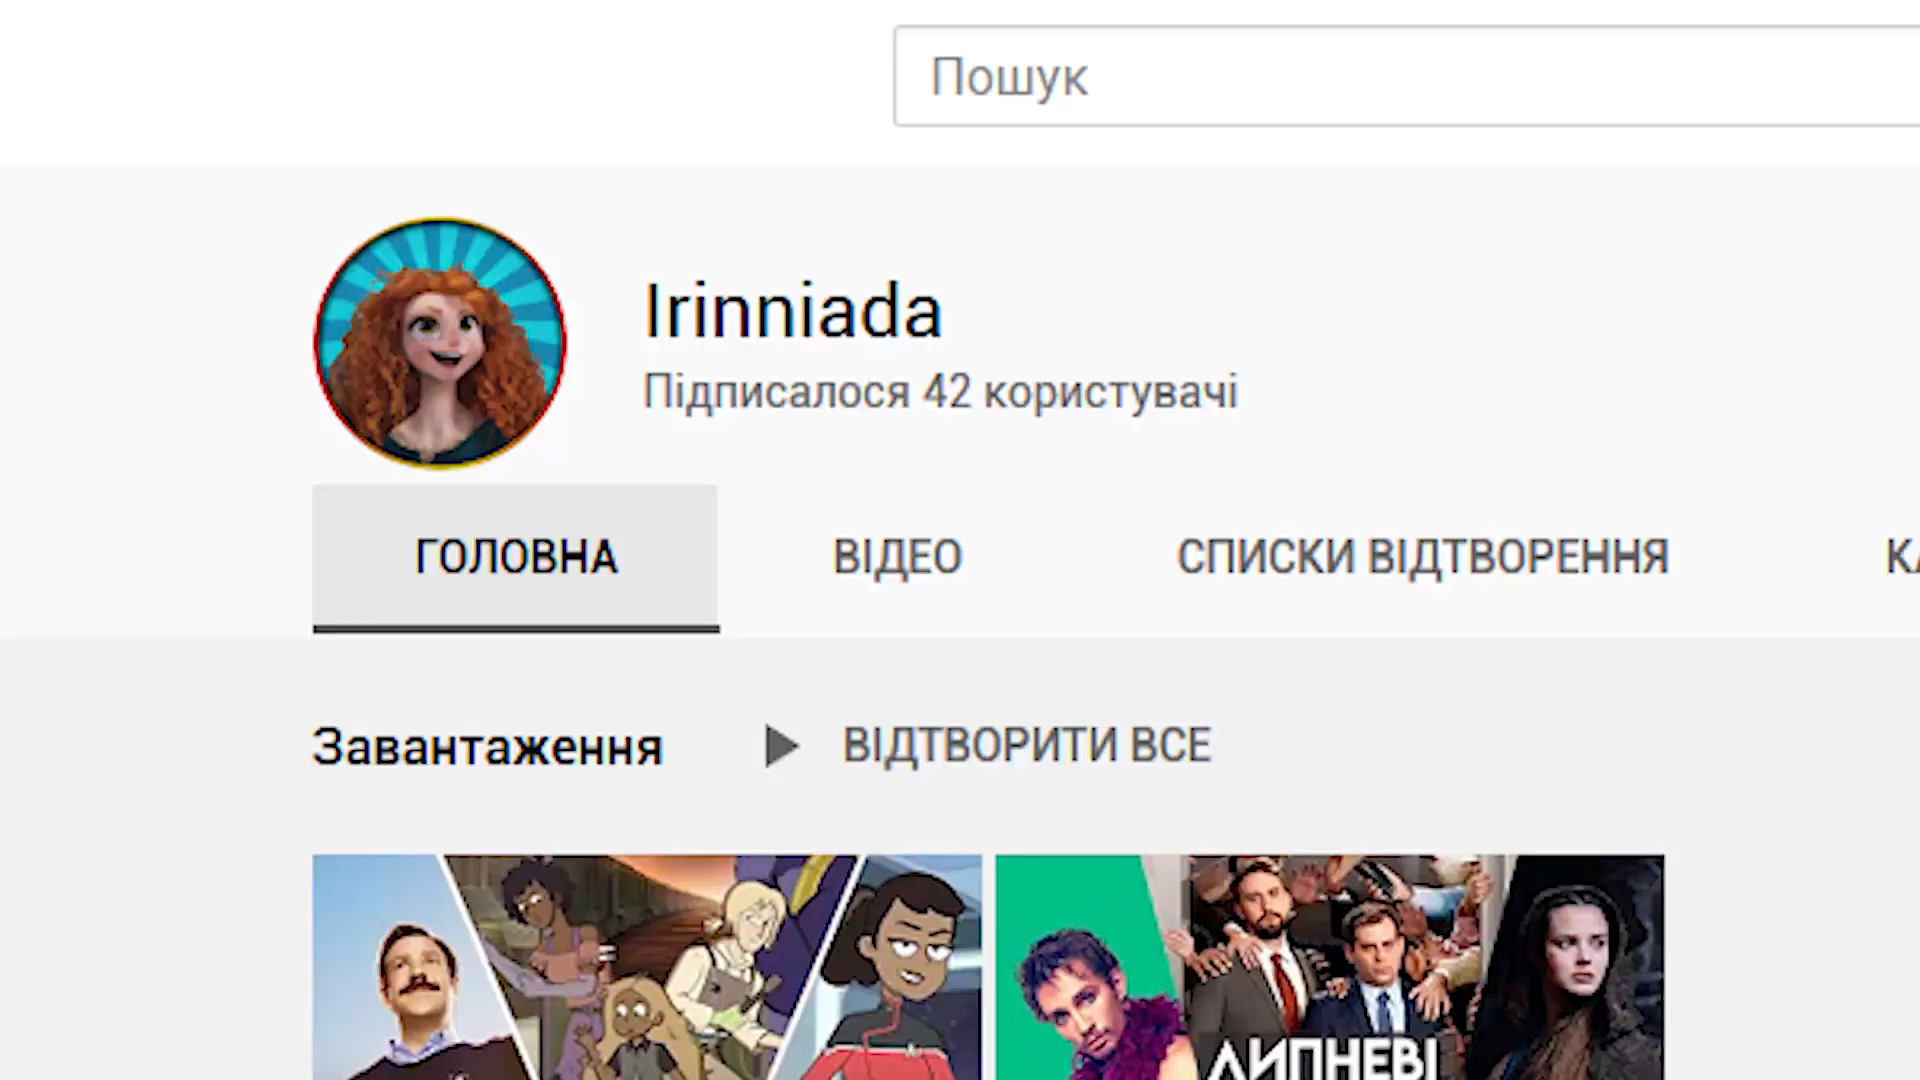 Пошук
Irinniada
Підписалося 42 користувачі
ГОЛОВНА ВІДЕО СПИСКИ ВІДТВОРЕННЯ
Завантаження ВІДТВОРИТИ ВСЕ
ЛИПНЕВІ